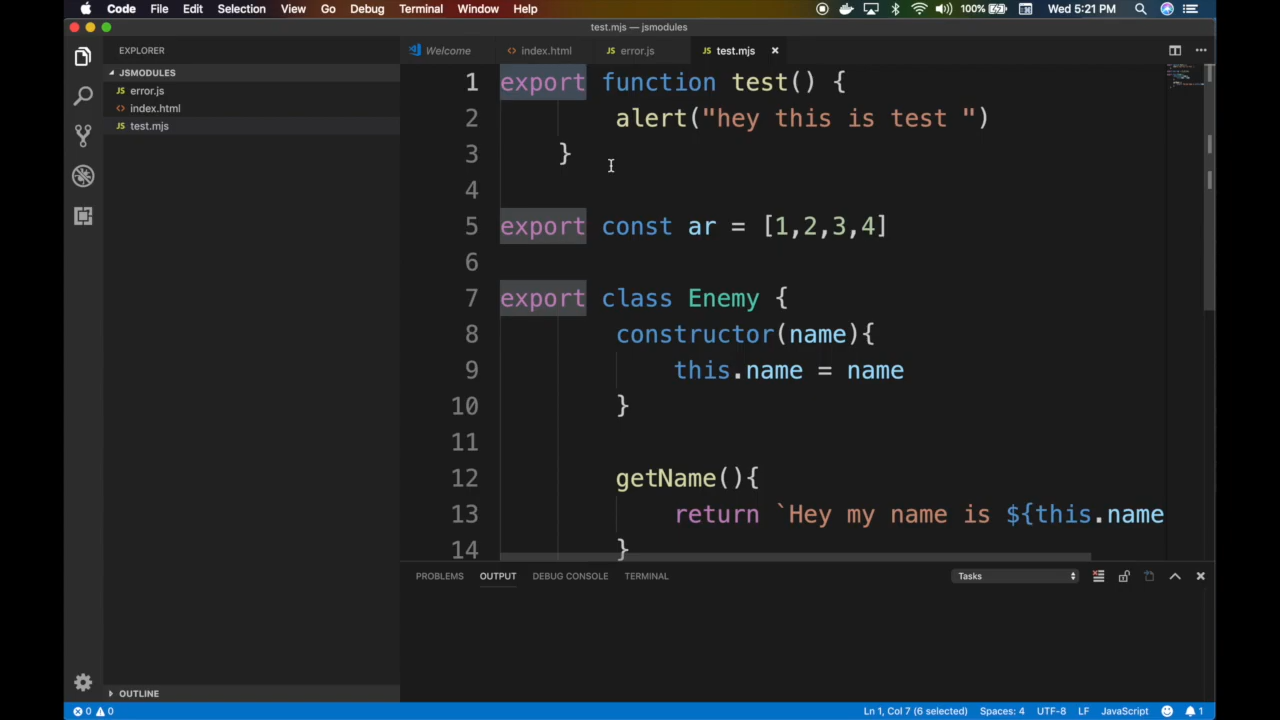 Code File Edit Selection View Go Debug Terminal Window Help 100% Wed 5:21 PM
test.mjs — jsmodules
EXPLORER
Welcome index.html error.js test.mjs
JSMODULES
error.js
index.html
test.mjs
1 export function test() {
2 alert("hey this is test ")
3 }
4
5 export const ar = [1,2,3,4]
6
7 export class Enemy {
8 constructor(name){
9 this.name = name
10 }
11
12 getName(){
13 return `Hey my name is ${this.name
14 }
PROBLEMS OUTPUT DEBUG CONSOLE TERMINAL Tasks
OUTLINE
0 0 Ln 1, Col 7 (6 selected) Spaces: 4 UTF-8 LF JavaScript 1